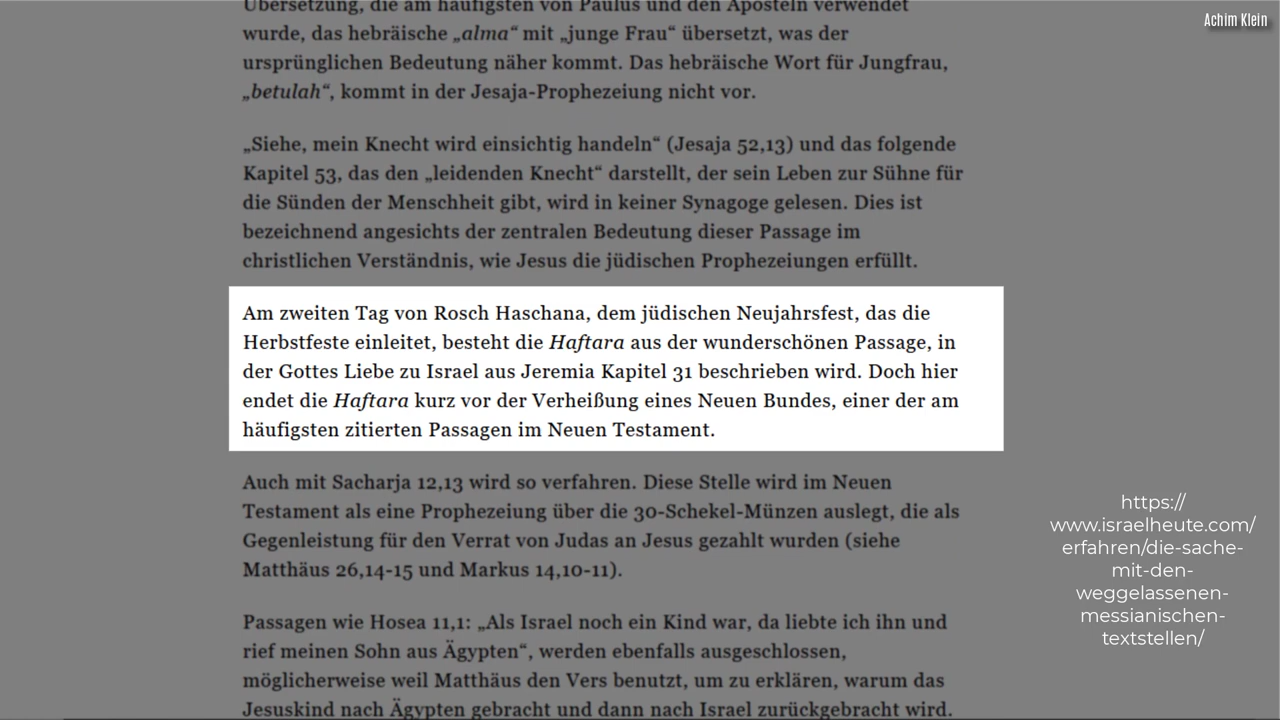 Übersetzung, die am häufigsten von Paulus und den Aposteln verwendet
wurde, das hebräische „alma“ mit „junge Frau“ übersetzt, was der
ursprünglichen Bedeutung näher kommt. Das hebräische Wort für Jungfrau,
„betulah“, kommt in der Jesaja-Prophezeiung nicht vor.
„Siehe, mein Knecht wird einsichtig handeln“ (Jesaja 52,13) und das folgende
Kapitel 53, das den „leidenden Knecht“ darstellt, der sein Leben zur Sühne für
die Sünden der Menschheit gibt, wird in keiner Synagoge gelesen. Dies ist
bezeichnend angesichts der zentralen Bedeutung dieser Passage im
christlichen Verständnis, wie Jesus die jüdischen Prophezeiungen erfüllt.
Am zweiten Tag von Rosch Haschana, dem jüdischen Neujahrsfest, das die
Herbstfeste einleitet, besteht die Haftara aus der wunderschönen Passage, in
der Gottes Liebe zu Israel aus Jeremia Kapitel 31 beschrieben wird. Doch hier
endet die Haftara kurz vor der Verheißung eines Neuen Bundes, einer der am
häufigsten zitierten Passagen im Neuen Testament.
Auch mit Sacharja 12,13 wird so verfahren. Diese Stelle wird im Neuen
Testament als eine Prophezeiung über die 30-Schekel-Münzen auslegt, die als
Gegenleistung für den Verrat von Judas an Jesus gezahlt wurden (siehe
Matthäus 26,14-15 und Markus 14,10-11).
Passagen wie Hosea 11,1: „Als Israel noch ein Kind war, da liebte ich ihn und
rief meinen Sohn aus Ägypten“, werden ebenfalls ausgeschlossen,
möglicherweise weil Matthäus den Vers benutzt, um zu erklären, warum das
Jesuskind nach Ägypten gebracht und dann nach Israel zurückgebracht wird.
Achim Klein
https://
www.israelheute.com/
erfahren/die-sache-
mit-den-
weggelassenen-
messianischen-
textstellen/